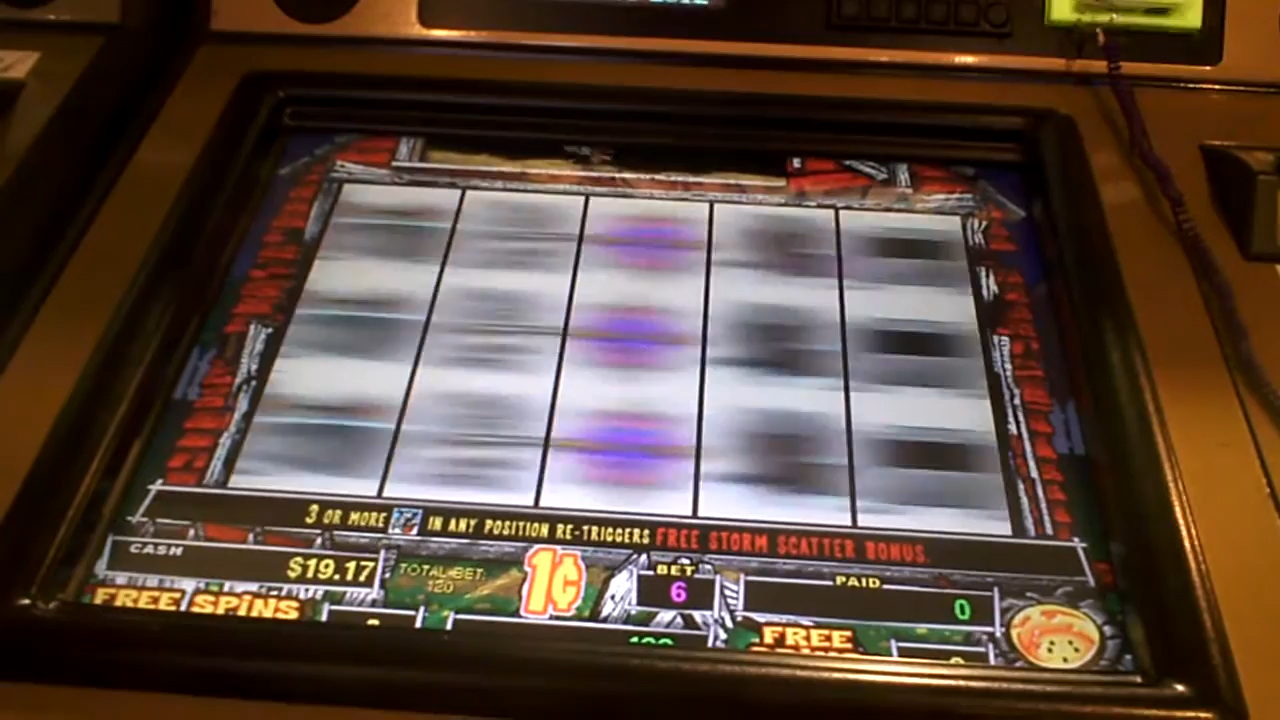 3 OR MORE IN ANY POSITION RE-TRIGGERS FREE STORM SCATTER BONUS.
CASH
$19.17
TOTAL BET:
120
1¢
BET
6
PAID
0
FREE SPINS
FREE